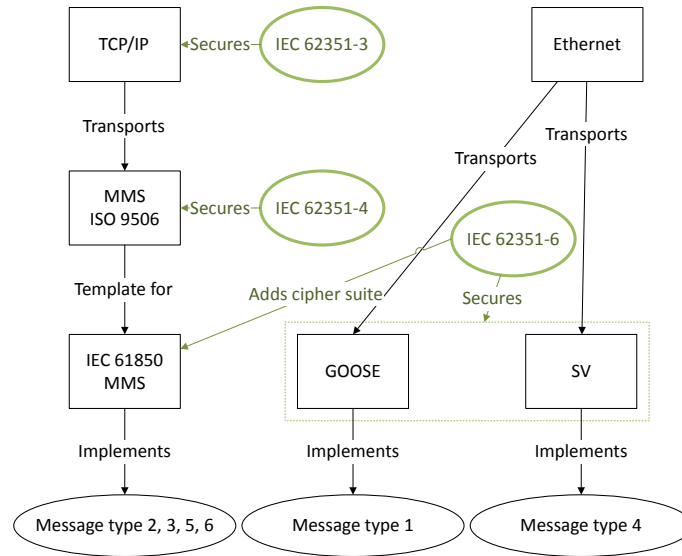 TCP/IP
Secures
IEC 62351-3
Ethernet
Transports
Transports
Transports
MMS
ISO 9506
Secures
IEC 62351-4
IEC 62351-6
Template for
Adds cipher suite
Secures
IEC 61850
MMS
GOOSE
SV
Implements
Implements
Implements
Message type 2, 3, 5, 6
Message type 1
Message type 4